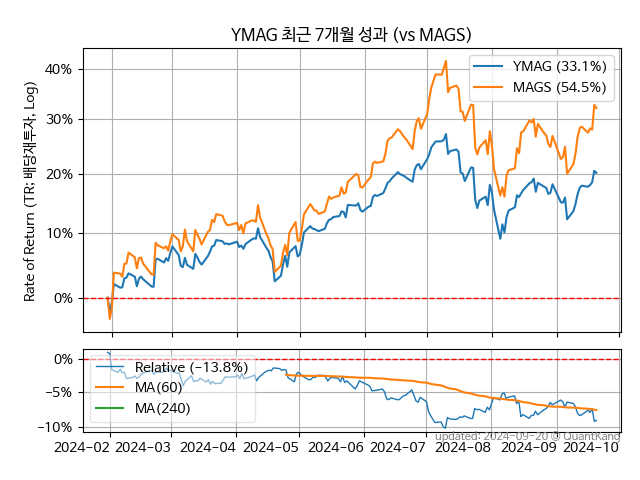 YMAG 최근 7개월 성과 (vs MAGS)
Rate of Return (TR: 배당재투자, Log)
40%
30%
20%
10%
0%
YMAG (33.1%)
MAGS (54.5%)
0%
−5%
−10%
Relative (−13.8%)
MA(60)
MA(240)
2024-02 2024-03 2024-04 2024-05 2024-06 2024-07 2024-08 2024-09 2024-10
updated: 2024-09-20 © QuantKang